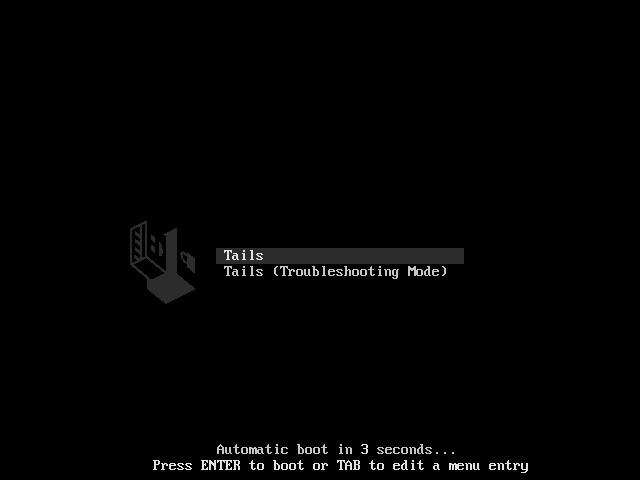 Tails
Tails (Troubleshooting Mode)
Automatic boot in 3 seconds...
Press ENTER to boot or TAB to edit a menu entry